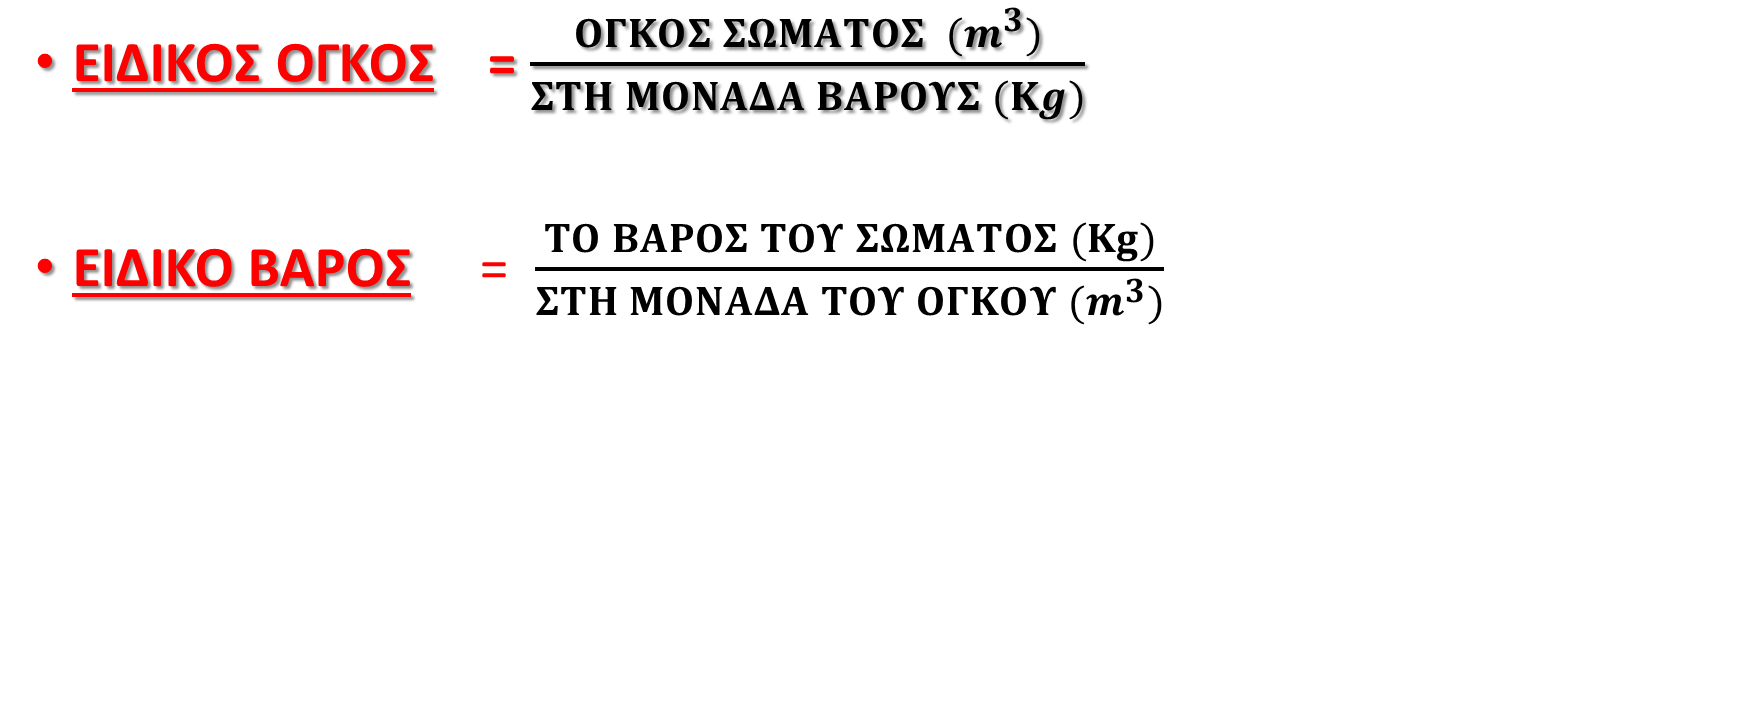 • ΕΙΔΙΚΟΣ ΟΓΚΟΣ = ΟΓΚΟΣ ΣΩΜΑΤΟΣ (m³)
ΣΤΗ ΜΟΝΑΔΑ ΒΑΡΟΥΣ (Kg)
• ΕΙΔΙΚΟ ΒΑΡΟΣ = ΤΟ ΒΑΡΟΣ ΤΟΥ ΣΩΜΑΤΟΣ (Kg)
ΣΤΗ ΜΟΝΑΔΑ ΤΟΥ ΟΓΚΟΥ (m³)